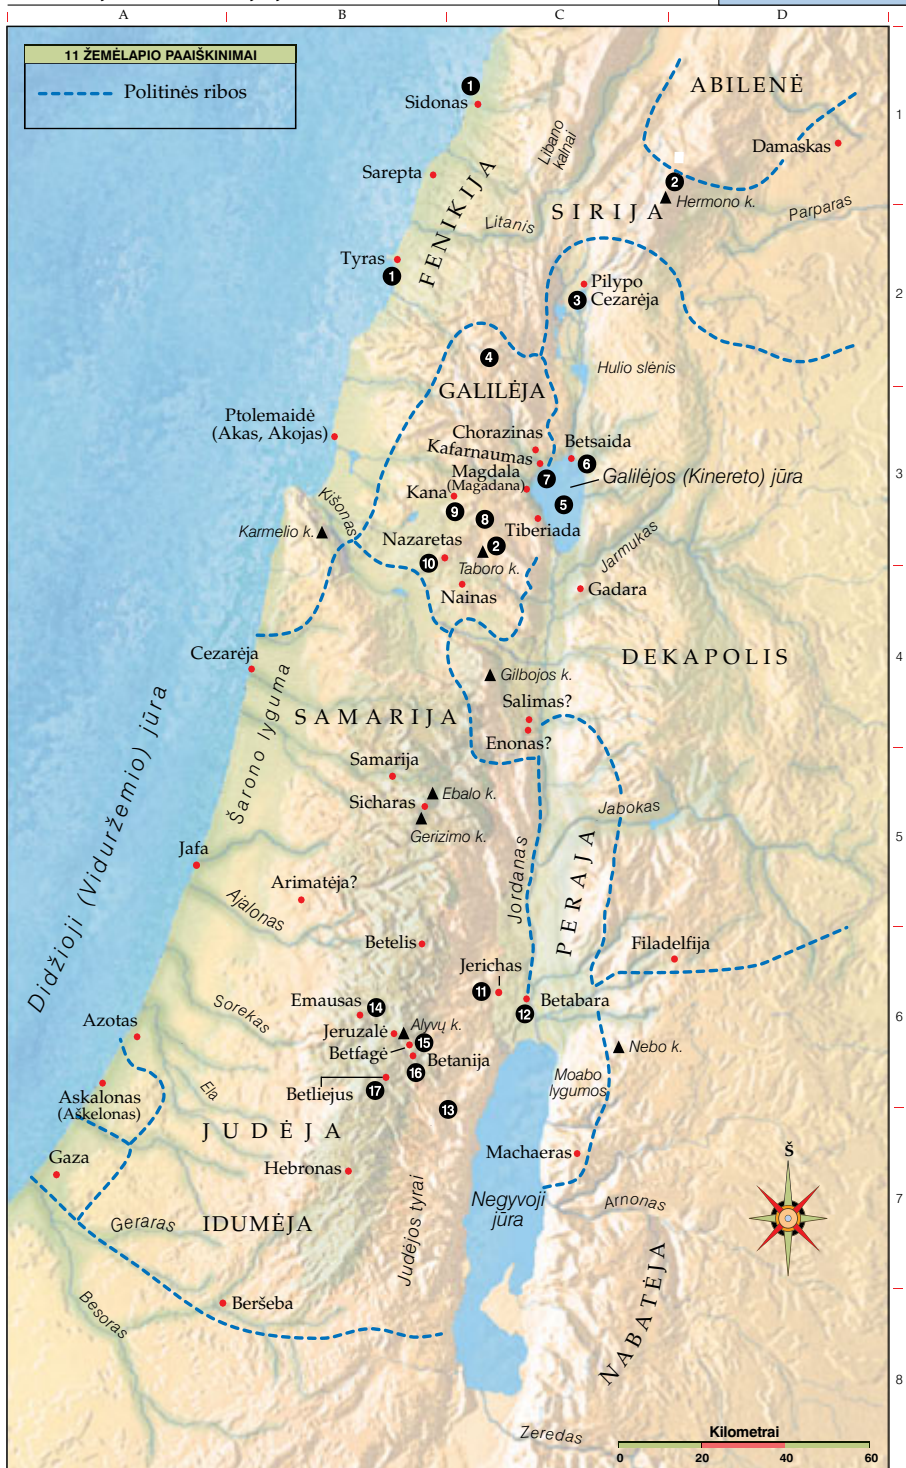 A B C D
11 ŽEMĖLAPIO PAAIŠKINIMAI
Politinės ribos
1
ABILENĖ
Sidonas
1
Damaskas
Libano
kalnai
Sarepta
2
Hermono k.
FENIKIJA
SIRIJA
Parparas
Litanis
Tyras
1
Pilypo
Cezarėja
3
2
4
Hulio slėnis
GALILĖJA
Ptolemaidė
(Akas, Akojas)
Chorazinas
Kafarnaumas
Betsaida
6
Magdala
(Magadana)
7
Galilėjos (Kinereto) jūra
3
Kana
9
8
5
Kišonas
Karmelio k.
Tiberiada
Nazaretas
10
2
Taboro k.
Jarmukas
Nainas
Gadara
Cezarėja
DEKAPOLIS
4
Gilbojos k.
Didžioji (Viduržemio) jūra
Šarono lyguma
SAMARIJA
Salimas?
Enonas?
Samarija
Ebalo k.
Sicharas
Gerizimo k.
Jabokas
5
Jafa
Jordanas
PERAJA
Arimatėja?
Ajalonas
Betelis
Filadelfija
Jerichas
11
Betabara
12
Sorekas
Emausas
14
6
Azotas
Jeruzalė
Alyvų k.
15
Betfagė
Betanija
16
Nebo k.
Ela
Askalonas
(Aškelonas)
Betliejus
17
13
Moabo
lygumos
JUDĖJA
Machaeras
Š
Gaza
Hebronas
Judėjos tyrai
Negyvoji
jūra
Arnonas
7
Geraras
IDUMĖJA
NABATĖJA
Besoras
Beršeba
8
Zeredas
Kilometrai
0 20 40 60